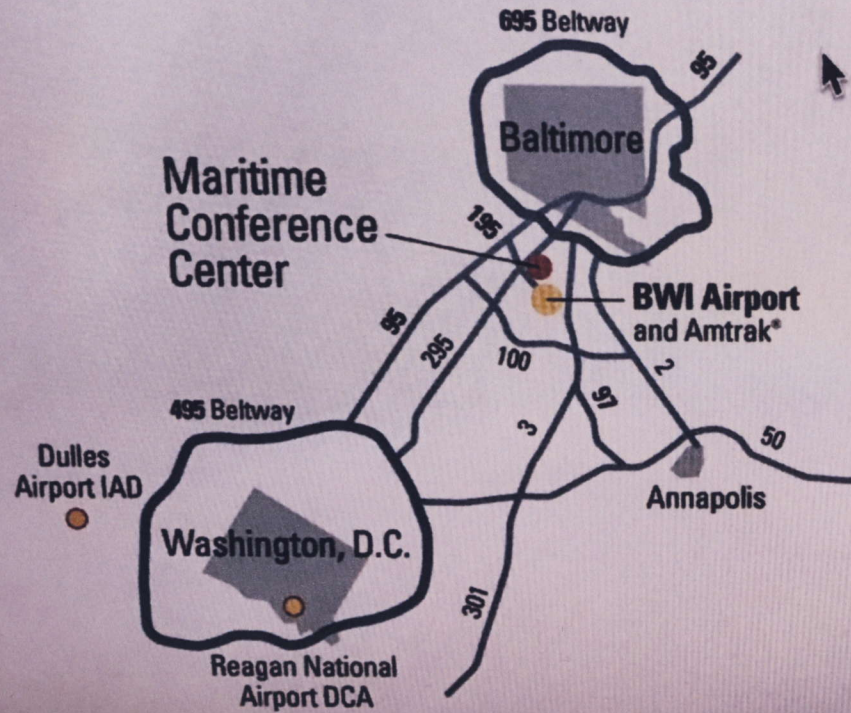 695 Beltway
95
Baltimore
Maritime
Conference
Center
195
BWI Airport
and Amtrak®
95
295
100
2
97
3
495 Beltway
50
Dulles
Airport IAD
Annapolis
Washington, D.C.
301
Reagan National
Airport DCA